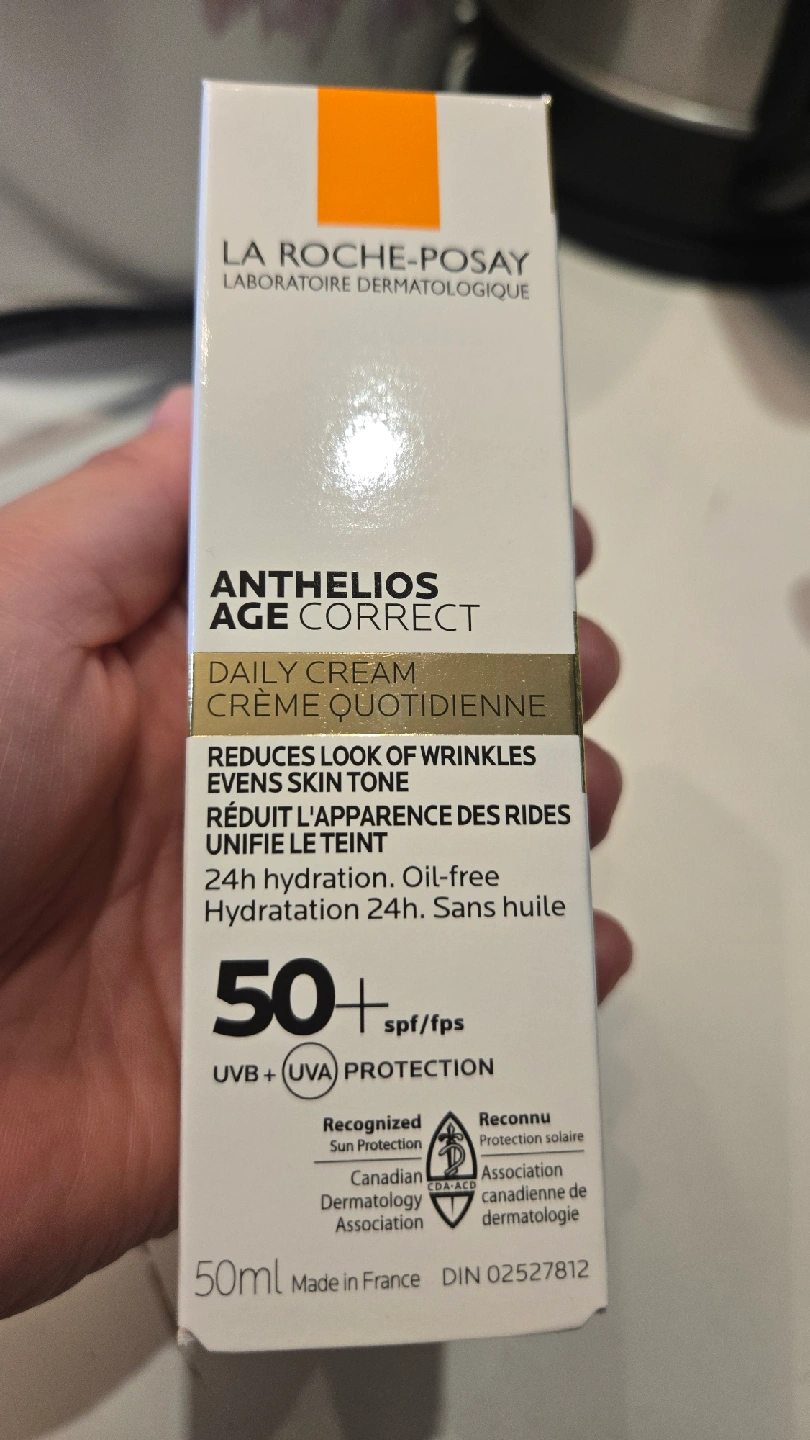 LA ROCHE-POSAY
LABORATOIRE DERMATOLOGIQUE
ANTHELIOS
AGE CORRECT
DAILY CREAM
CRÈME QUOTIDIENNE
REDUCES LOOK OF WRINKLES
EVENS SKIN TONE
RÉDUIT L'APPARENCE DES RIDES
UNIFIE LE TEINT
24h hydration. Oil-free
Hydratation 24h. Sans huile
50+ spf/fps
UVB + UVA PROTECTION
Recognized
Sun Protection
Canadian
Dermatology
Association
CDA·ACD
Reconnu
Protection solaire
Association
canadienne de
dermatologie
50ml Made in France DIN 02527812